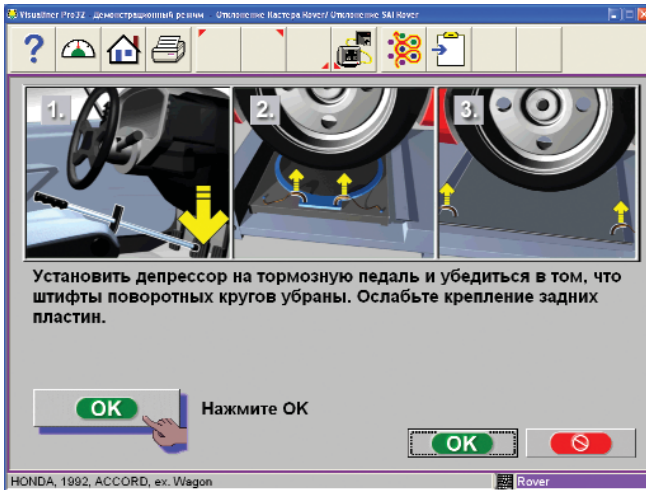 Visualiner Pro32 - Демонстрационный режим - Отклонение Кастера Rover/ Отклонение SAI Rover
?
1.
2.
3.
Установить депрессор на тормозную педаль и убедиться в том, что
штифты поворотных кругов убраны. Ослабьте крепление задних
пластин.
OK
Нажмите OK
OK
HONDA, 1992, ACCORD, ex. Wagon
Rover